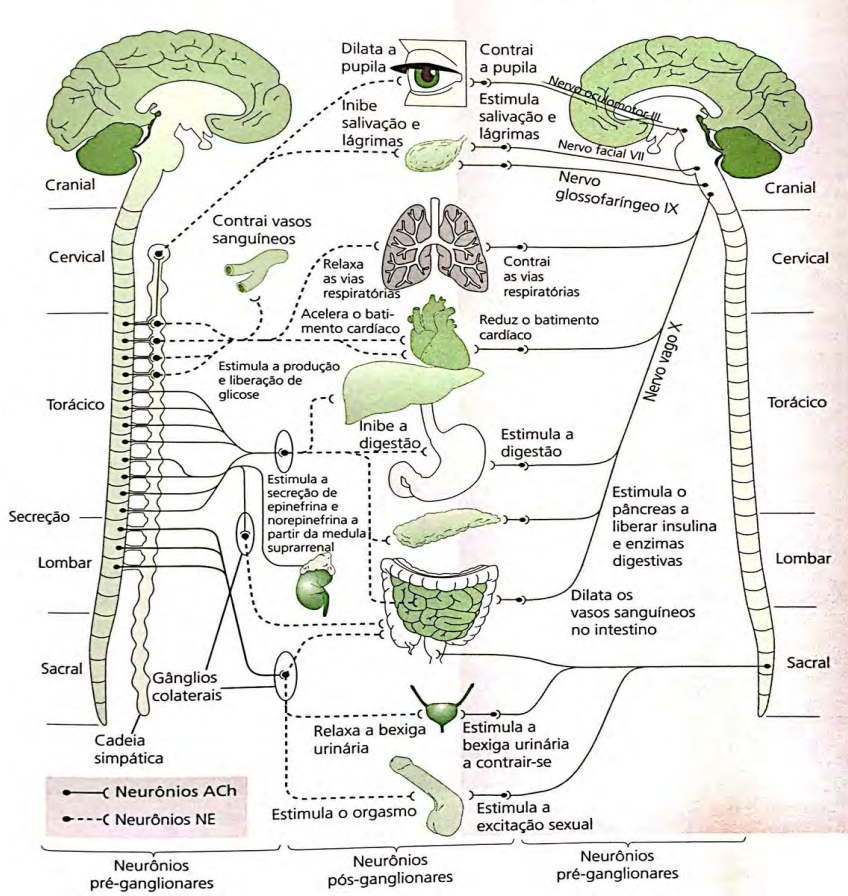 Dilata a
pupila
Contrai
a pupila
Nervo oculomotor III
Inibe
salivação e
lágrimas
Estimula
salivação e
lágrimas
Nervo facial VII
Nervo
glossofaríngeo IX
Cranial
Cranial
Contrai vasos
sanguíneos
Cervical
Cervical
Relaxa
as vias
respiratórias
Contrai
as vias
respiratórias
Acelera o bati-
mento cardíaco
Reduz o batimento
cardíaco
Nervo vago X
Estimula a produção
e liberação de
glicose
Torácico
Torácico
Inibe a
digestão
Estimula a
digestão
Estimula a
secreção de
epinefrina e
norepinefrina a
partir da medula
suprarrenal
Estimula o
pâncreas a
liberar insulina
e enzimas
digestivas
Secreção
Lombar
Lombar
Dilata os
vasos sanguíneos
no intestino
Sacral
Sacral
Gânglios
colaterais
Cadeia
simpática
Relaxa a bexiga
urinária
Estimula a
bexiga urinária
a contrair-se
Neurônios ACh
Neurônios NE
Estimula o orgasmo
Estimula a
excitação sexual
Neurônios
pré-ganglionares
Neurônios
pós-ganglionares
Neurônios
pré-ganglionares